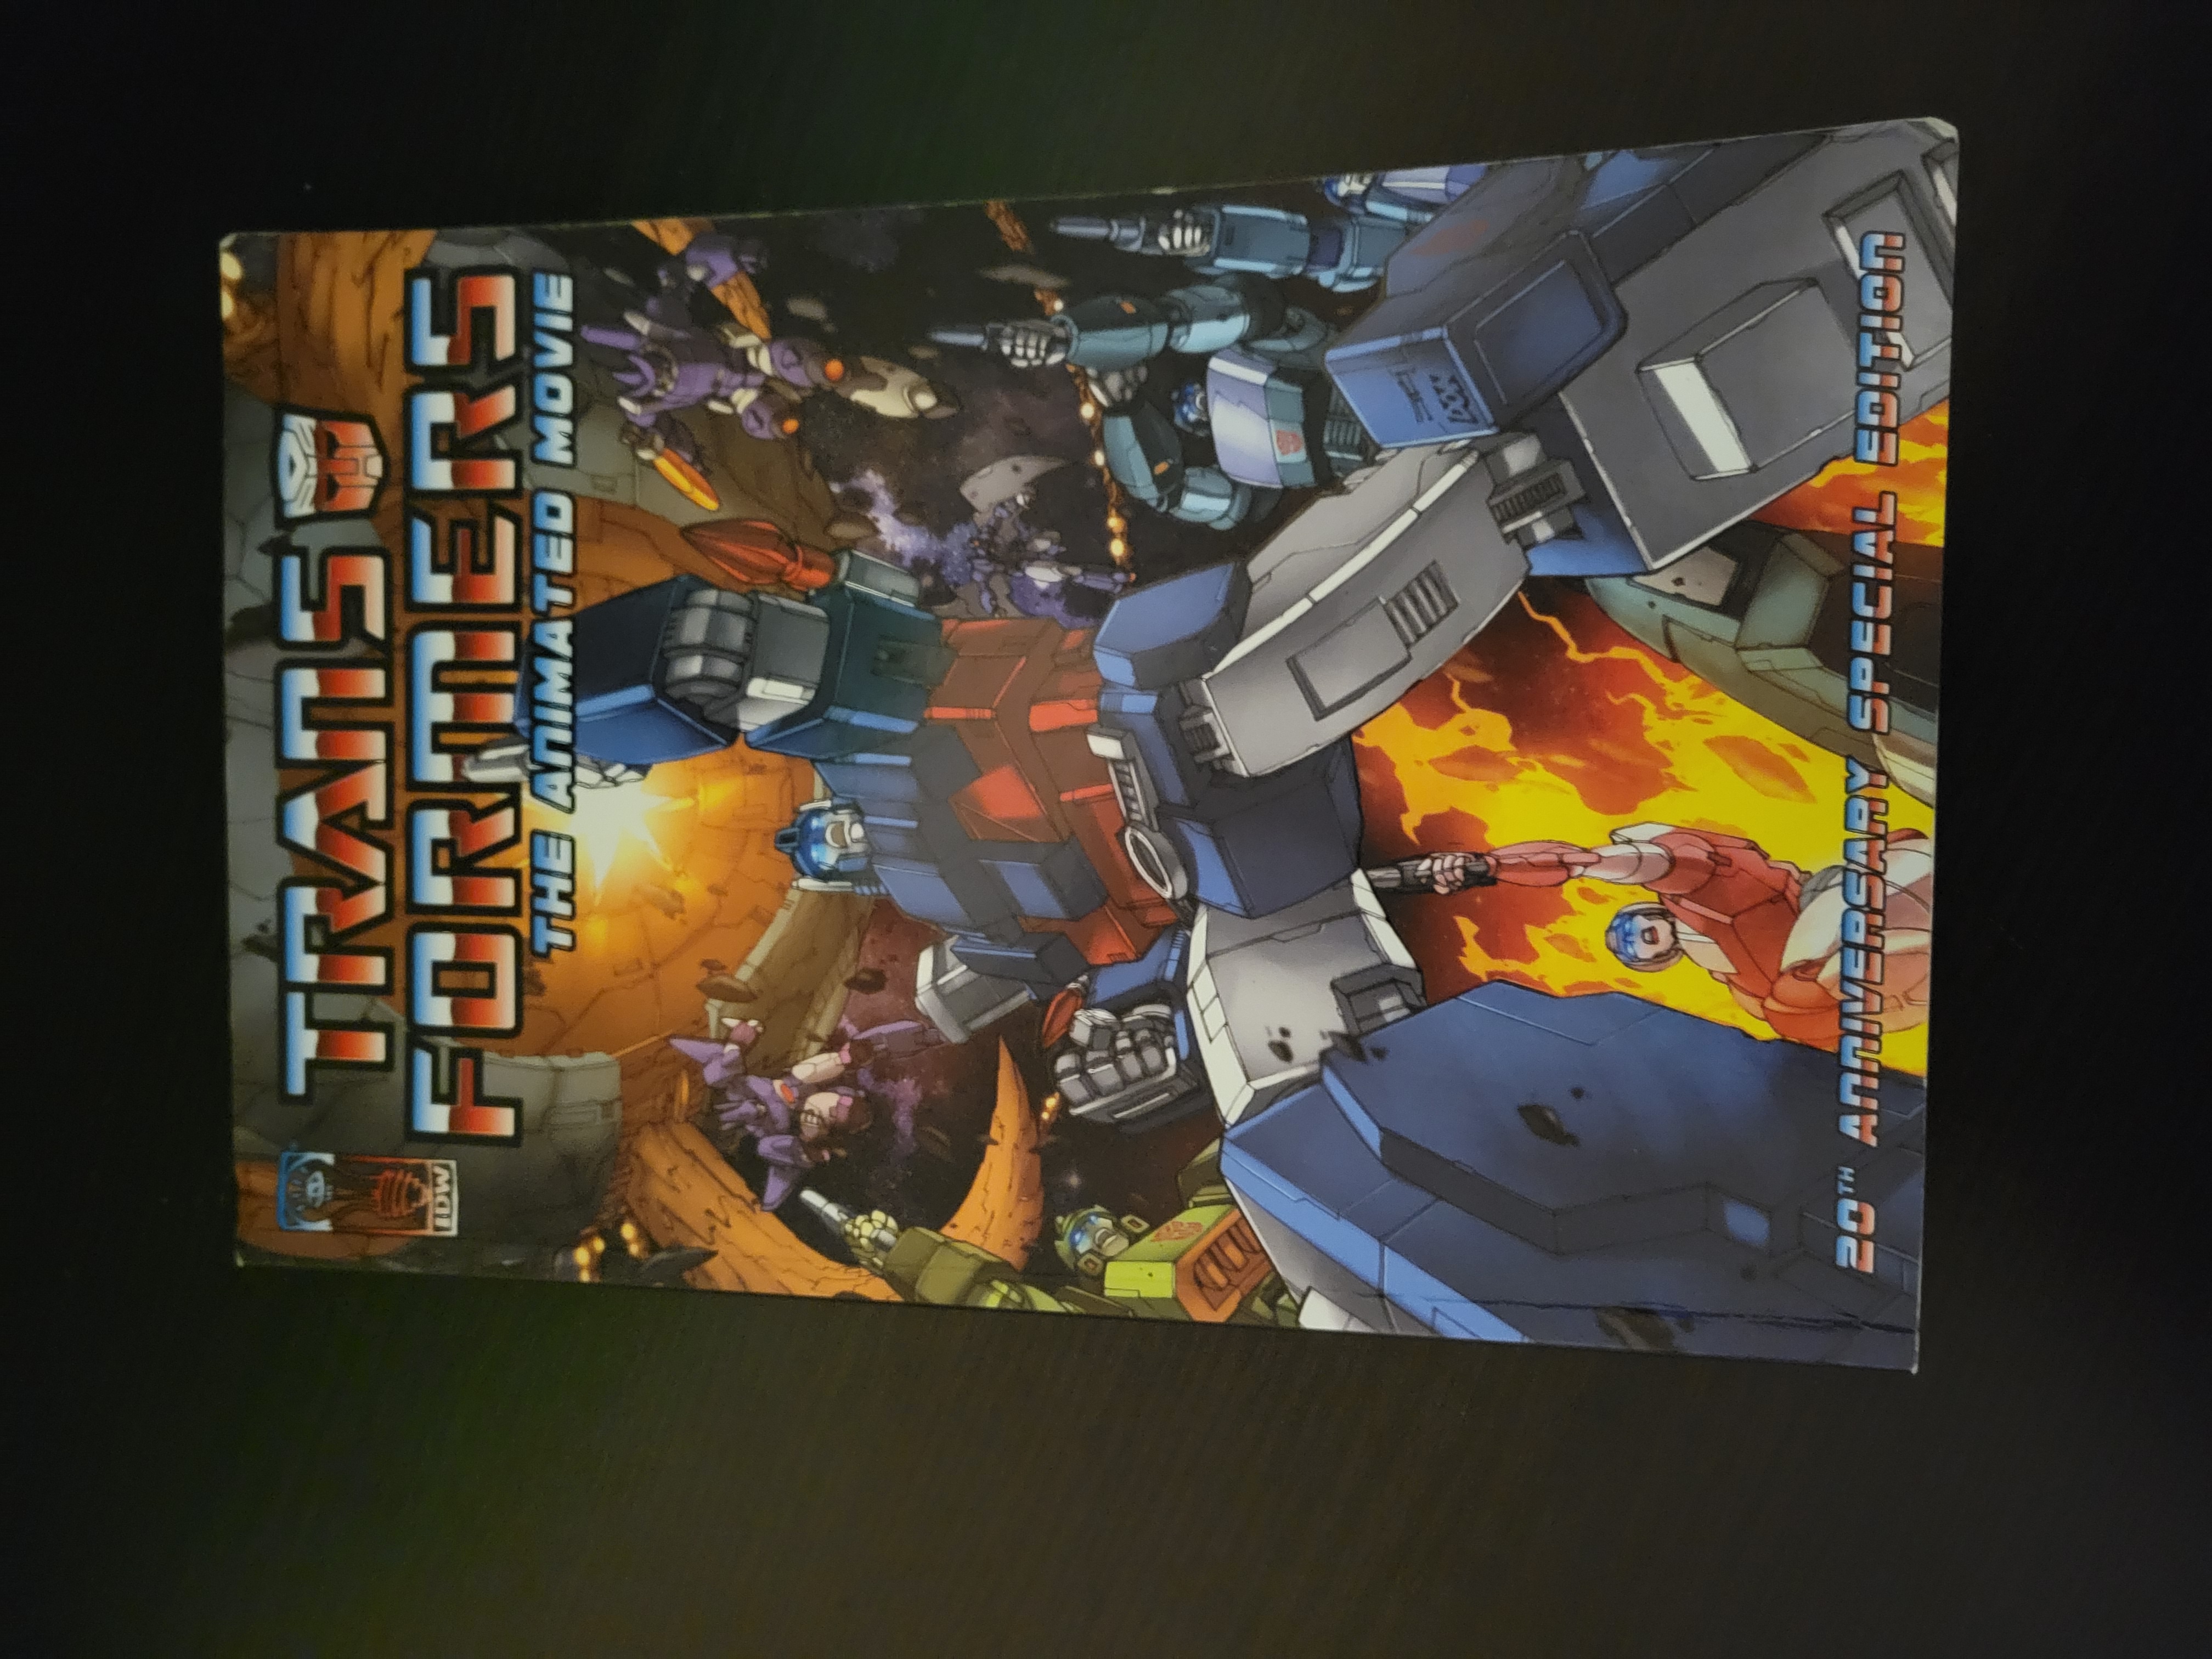 TRANS
FORMERS
THE ANIMATED MOVIE
IDW
20TH ANNIVERSARY SPECIAL EDITION